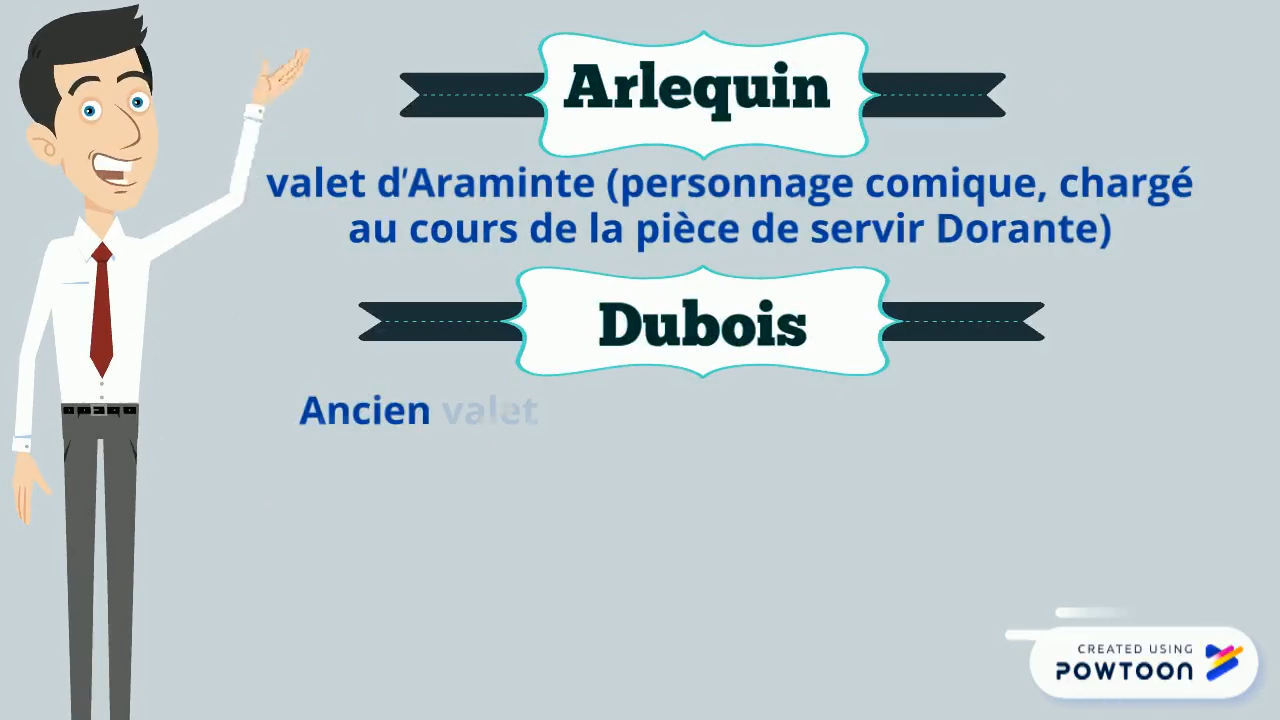 Arlequin
valet d'Araminte (personnage comique, chargé
au cours de la pièce de servir Dorante)
Dubois
Ancien valet
CREATED USING
POWTOON